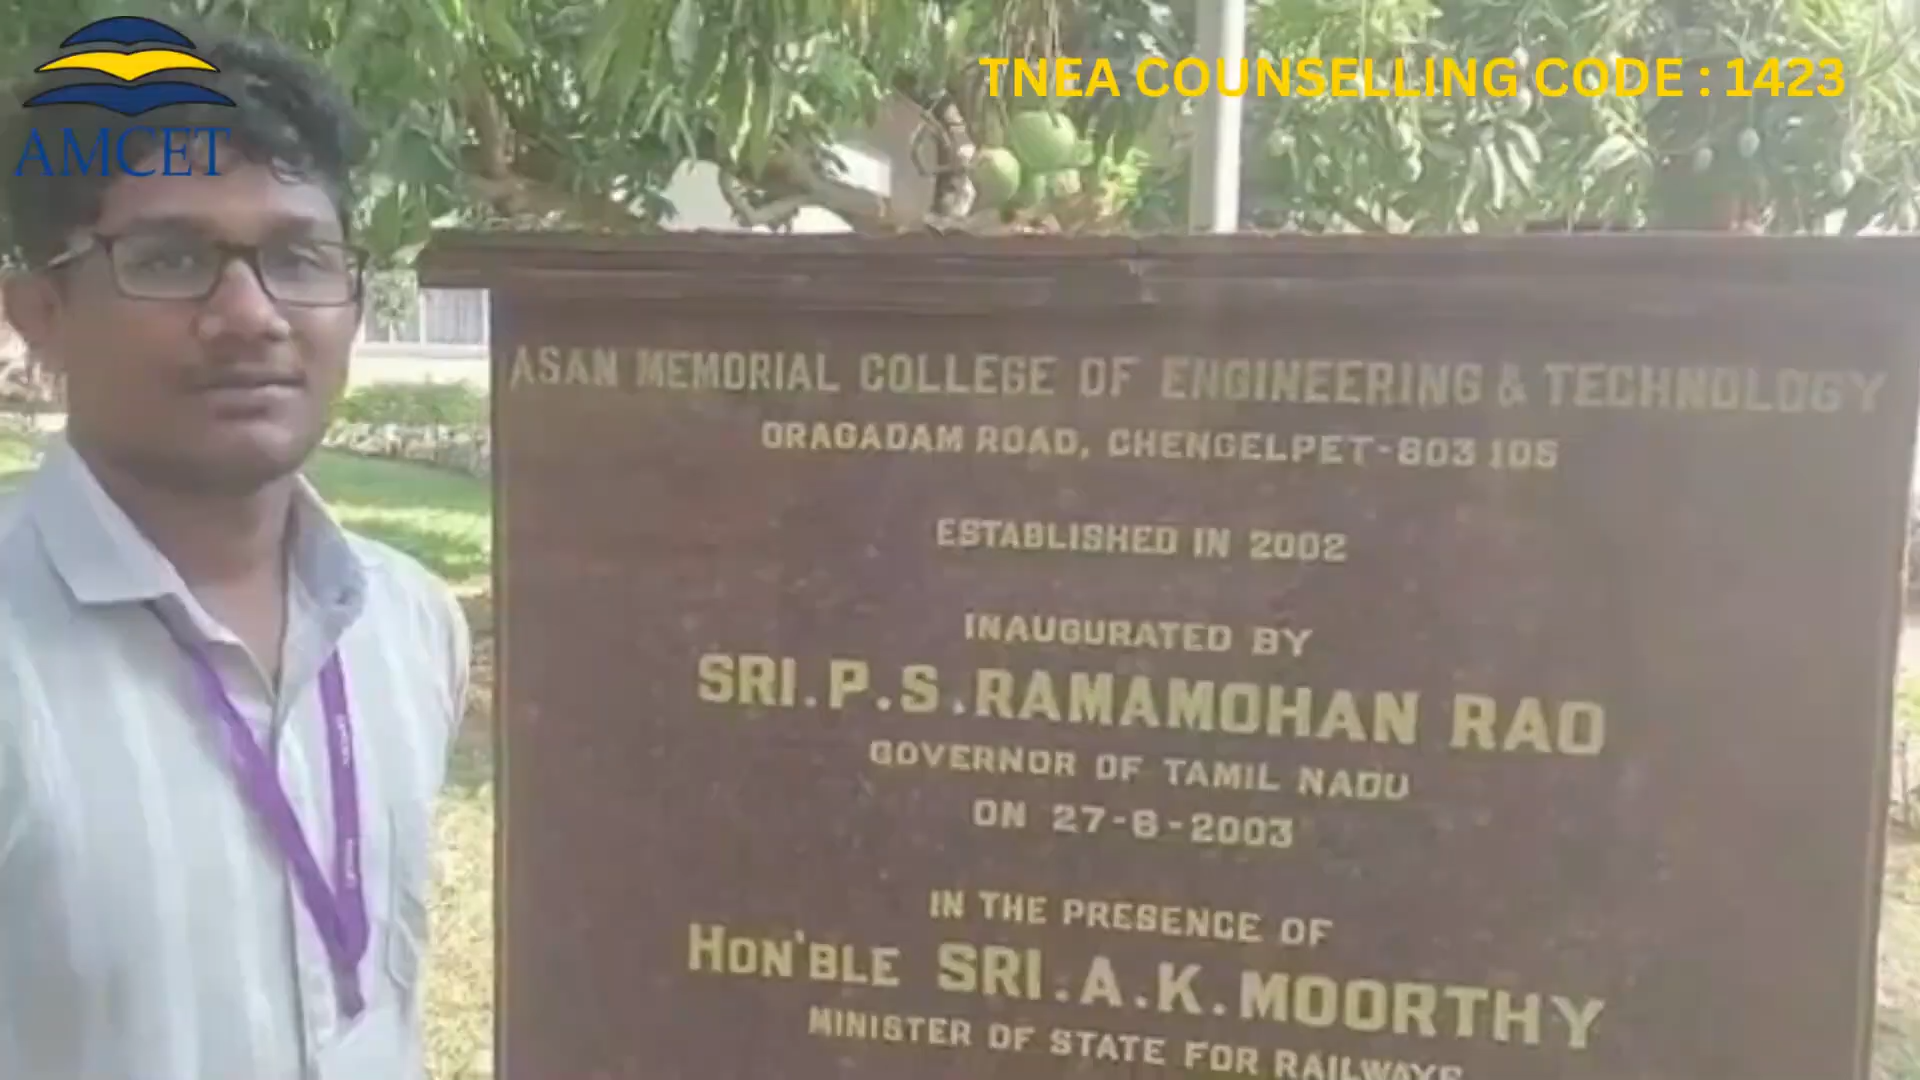 AMCET
TNEA COUNSELLING CODE : 1423
ASAN MEMORIAL COLLEGE OF ENGINEERING & TECHNOLOGY
ORAGADAM ROAD, CHENGELPET-603 105
ESTABLISHED IN 2002
INAUGURATED BY
SRI.P.S.RAMAMOHAN RAO
GOVERNOR OF TAMIL NADU
ON 27-6-2003
IN THE PRESENCE OF
HON'BLE SRI.A.K.MOORTHY
MINISTER OF STATE FOR RAILWAYS